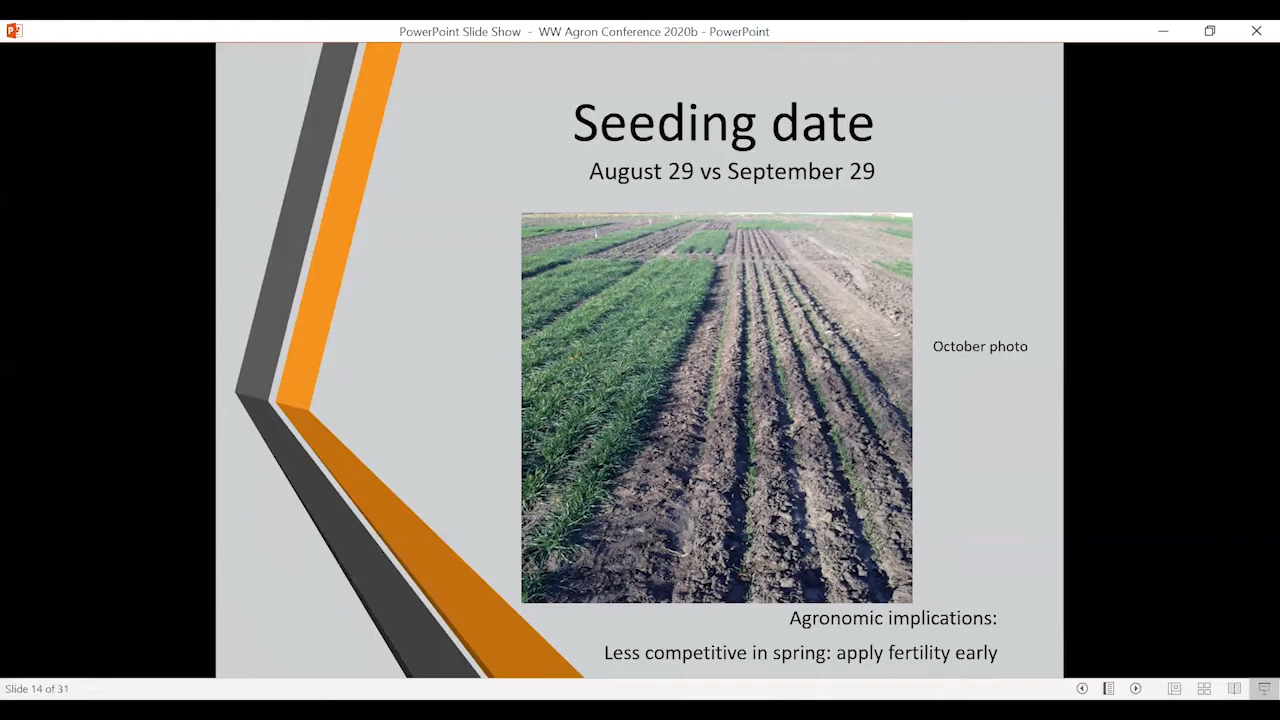 PowerPoint Slide Show - WW Agron Conference 2020b - PowerPoint
Seeding date
August 29 vs September 29
October photo
Agronomic implications:
Less competitive in spring: apply fertility early
Slide 14 of 31